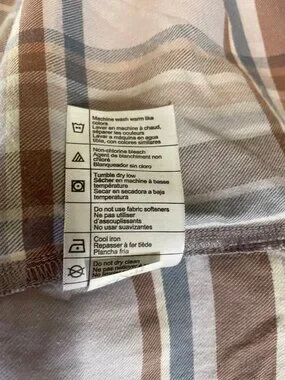 Machine wash warm like
colors
Laver en machine à chaud,
séparer les couleurs
Lavar a máquina en agua
tibia, con colores similares
Non-chlorine bleach
Agent de blanchiment non
chloré
Blanqueador sin cloro
Tumble dry low
Sécher en machine à basse
température
Secar en secadora a baja
temperatura
Do not use fabric softeners
Ne pas utiliser
d'assouplissants
No usar suavizantes
Cool iron
Repasser à fer tiède
Plancha fría
Do not dry clean
Ne pas nettoyer à